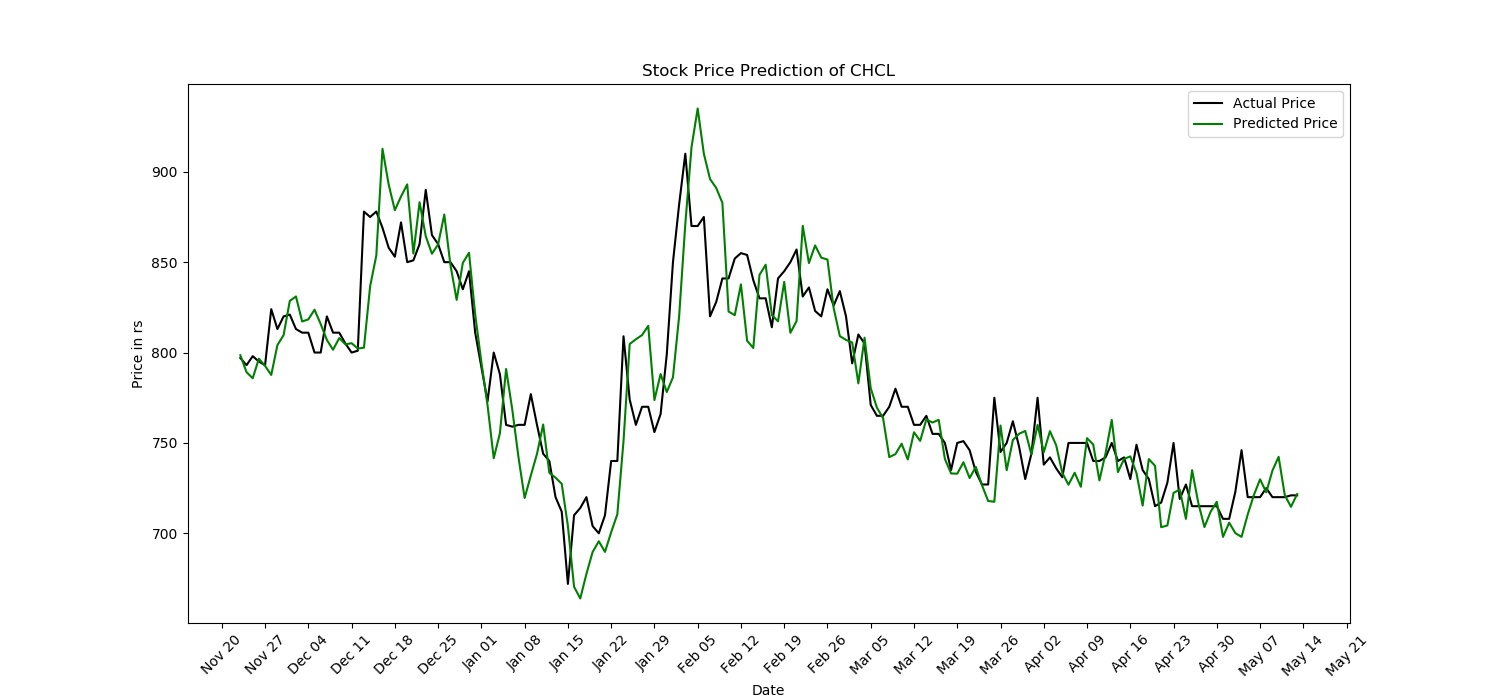 Stock Price Prediction of CHCL
Actual Price
Predicted Price
Price in rs
900
850
800
750
700
Nov 20
Nov 27
Dec 04
Dec 11
Dec 18
Dec 25
Jan 01
Jan 08
Jan 15
Jan 22
Jan 29
Feb 05
Feb 12
Feb 19
Feb 26
Mar 05
Mar 12
Mar 19
Mar 26
Apr 02
Apr 09
Apr 16
Apr 23
Apr 30
May 07
May 14
May 21
Date